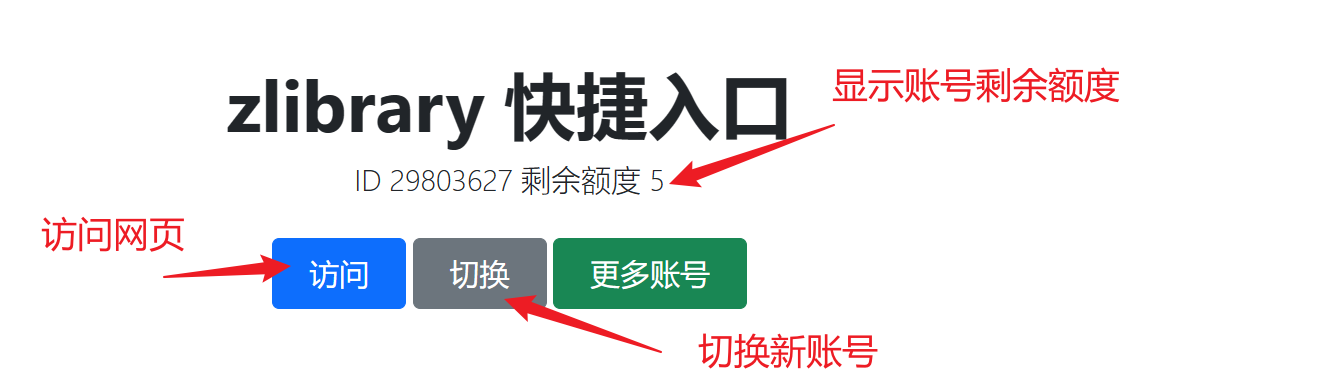 zlibrary 快捷入口
显示账号剩余额度
ID 29803627 剩余额度 5
访问网页
访问
切换
更多账号
切换新账号